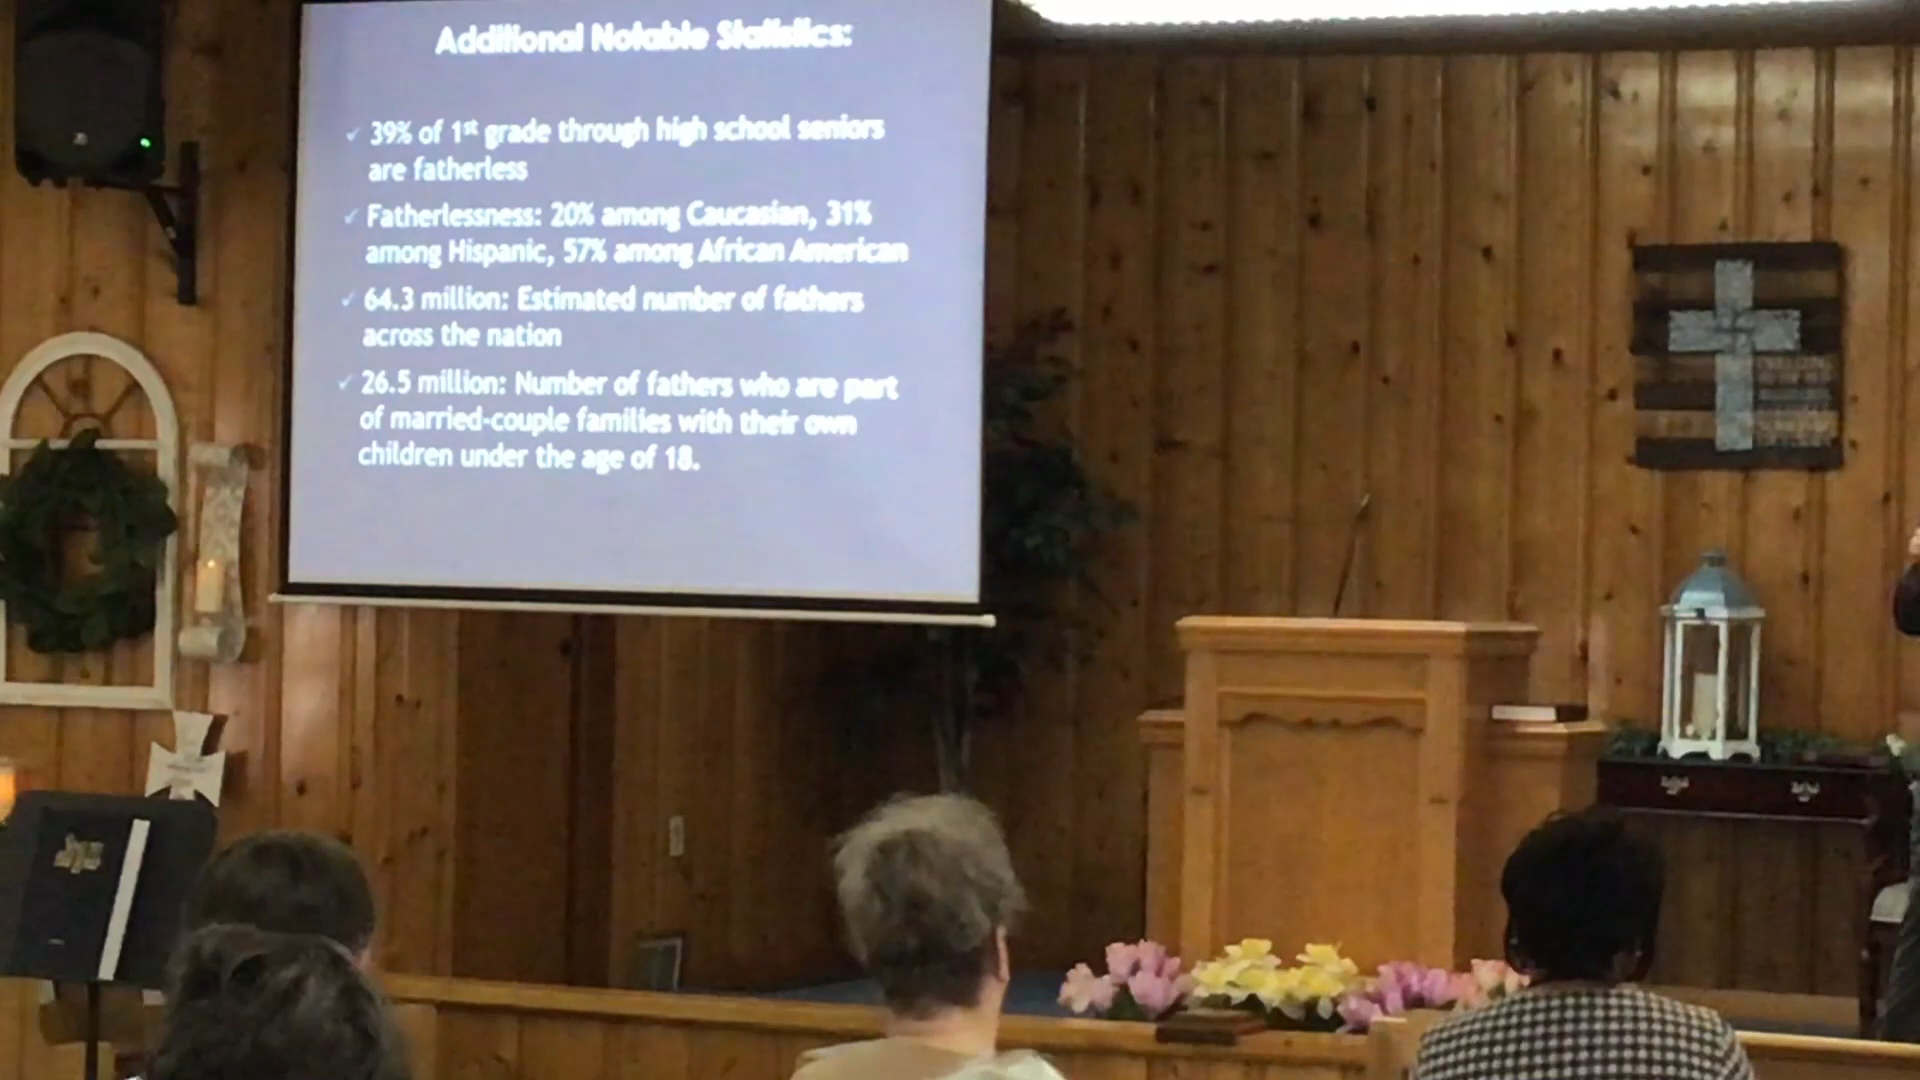 Additional Notable Statistics:
✓ 39% of 1st grade through high school seniors
are fatherless
✓ Fatherlessness: 20% among Caucasian, 31%
among Hispanic, 57% among African American
✓ 64.3 million: Estimated number of fathers
across the nation
✓ 26.5 million: Number of fathers who are part
of married-couple families with their own
children under the age of 18.